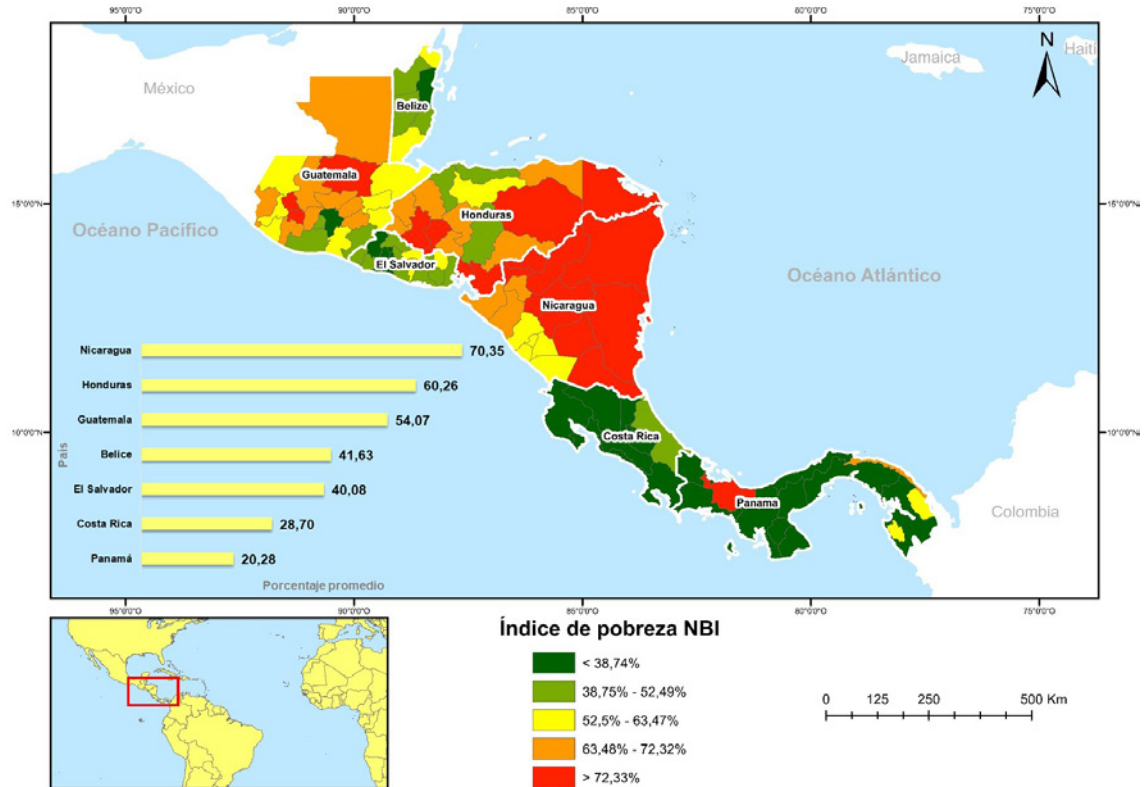 95°0'0"O 90°0'0"O 85°0'0"O 80°0'0"O 75°0'0"O
N
Jamaica
Haití
México
Belize
Guatemala
15°0'0"N
15°0'0"N
Honduras
Océano Pacífico
El Salvador
Océano Atlántico
Nicaragua
Nicaragua 70,35
Honduras 60,26
Guatemala 54,07
10°0'0"N
10°0'0"N
Costa Rica
Belice 41,63
País
El Salvador 40,08
Panama
Colombia
Costa Rica 28,70
Panamá 20,28
Porcentaje promedio
95°0'0"O 90°0'0"O 85°0'0"O 80°0'0"O 75°0'0"O
Índice de pobreza NBI
< 38,74%
38,75% - 52,49%
52,5% - 63,47%
63,48% - 72,32%
> 72,33%
0 125 250 500 Km